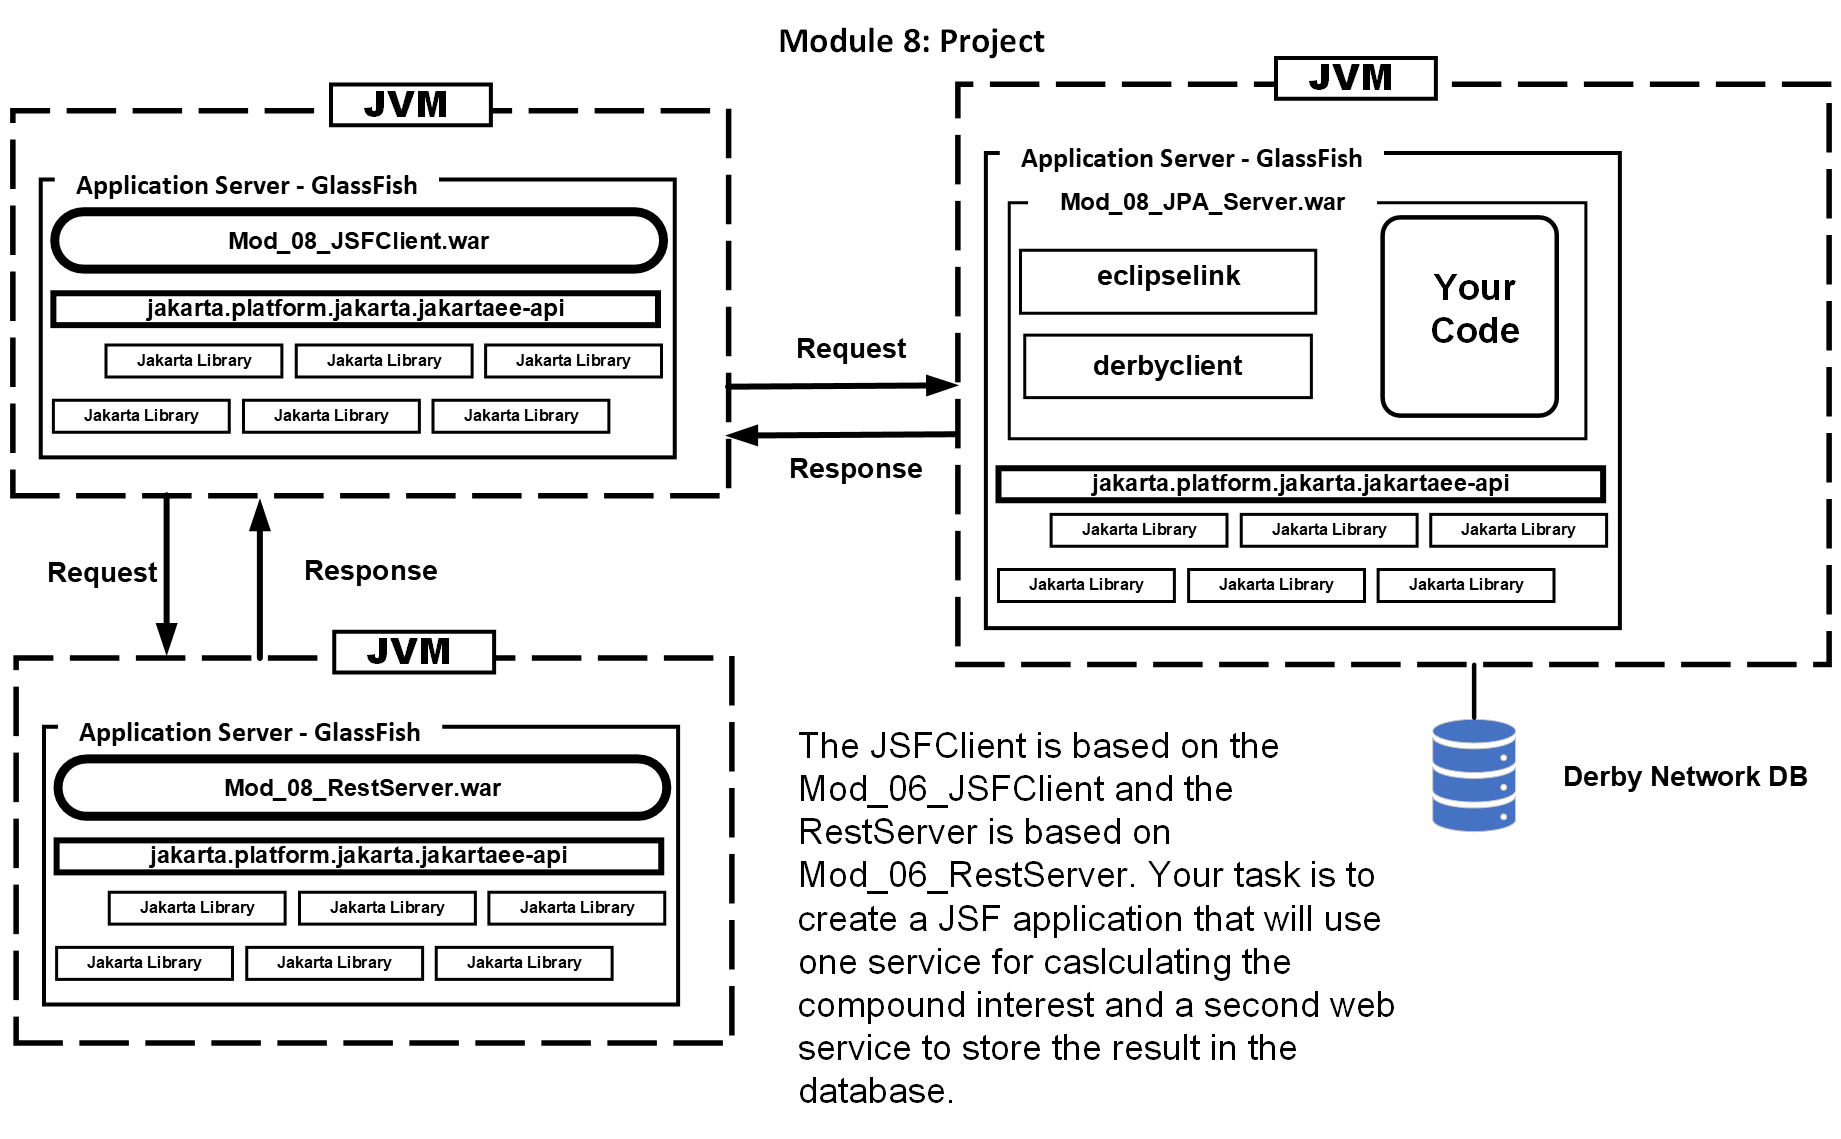 Module 8: Project
JVM
Application Server - GlassFish
Mod_08_JSFClient.war
jakarta.platform.jakarta.jakartaee-api
Jakarta Library
Jakarta Library
Jakarta Library
Jakarta Library
Jakarta Library
Jakarta Library
Request
Response
JVM
Application Server - GlassFish
Mod_08_JPA_Server.war
eclipselink
derbyclient
Your
Code
jakarta.platform.jakarta.jakartaee-api
Jakarta Library
Jakarta Library
Jakarta Library
Jakarta Library
Jakarta Library
Jakarta Library
Request
Response
JVM
Application Server - GlassFish
Mod_08_RestServer.war
jakarta.platform.jakarta.jakartaee-api
Jakarta Library
Jakarta Library
Jakarta Library
Jakarta Library
Jakarta Library
Jakarta Library
The JSFClient is based on the
Mod_06_JSFClient and the
RestServer is based on
Mod_06_RestServer. Your task is to
create a JSF application that will use
one service for caslculating the
compound interest and a second web
service to store the result in the
database.
Derby Network DB